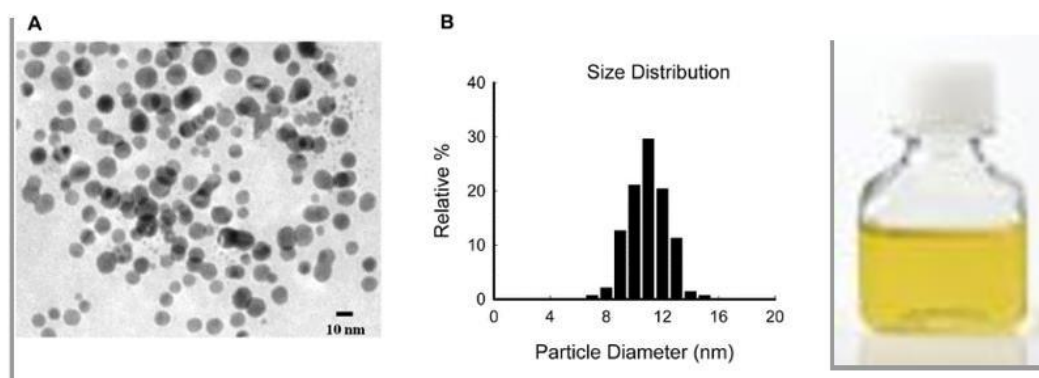 A
10 nm
B
Size Distribution
Relative %
40
30
20
10
0
0 4 8 12 16 20
Particle Diameter (nm)